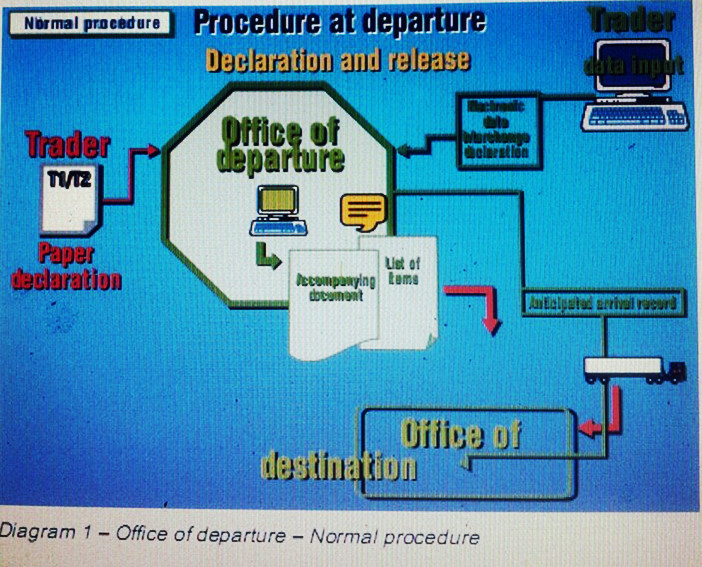 Normal procedure
Procedure at departure
Declaration and release
Trader
data input
Electronic
data
interchange
declaration
Office of
departure
Trader
T1/T2
Paper
declaration
Accompanying
document
List of
items
Anticipated arrival record
Office of
destination
Diagram 1 – Office of departure – Normal procedure